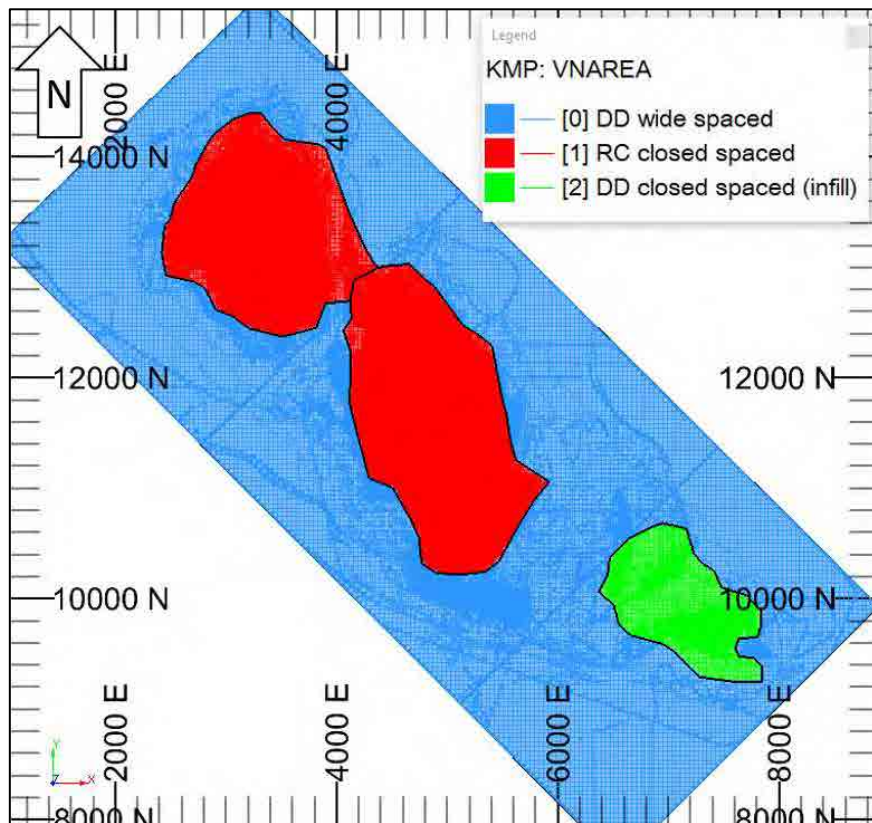 Legend
KMP: VNAREA
[0] DD wide spaced
[1] RC closed spaced
[2] DD closed spaced (infill)
N
2000 E
4000 E
14000 N
12000 N
12000 N
10000 N
10000 N
2000 E
4000 E
6000 E
8000 E
Y
Z
X
8000 N
8000 N